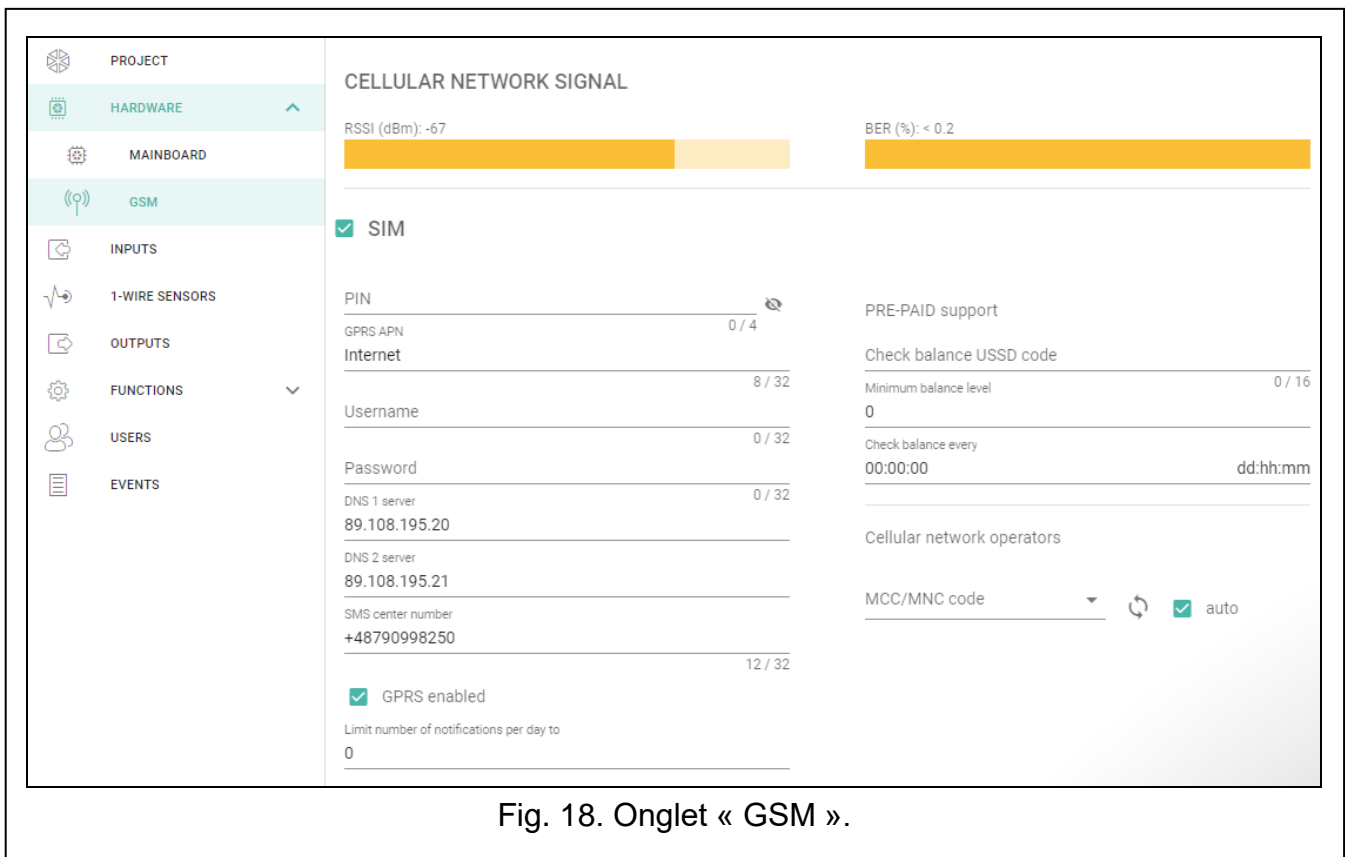 PROJECT
HARDWARE
MAINBOARD
GSM
INPUTS
1-WIRE SENSORS
OUTPUTS
FUNCTIONS
USERS
EVENTS
CELLULAR NETWORK SIGNAL
RSSI (dBm): -67
BER (%): < 0.2
SIM
PIN
0 / 4
GPRS APN
Internet
8 / 32
Username
0 / 32
Password
0 / 32
DNS 1 server
89.108.195.20
DNS 2 server
89.108.195.21
SMS center number
+48790998250
12 / 32
GPRS enabled
Limit number of notifications per day to
0
PRE-PAID support
Check balance USSD code
0 / 16
Minimum balance level
0
Check balance every
00:00:00 dd:hh:mm
Cellular network operators
MCC/MNC code auto
Fig. 18. Onglet « GSM ».